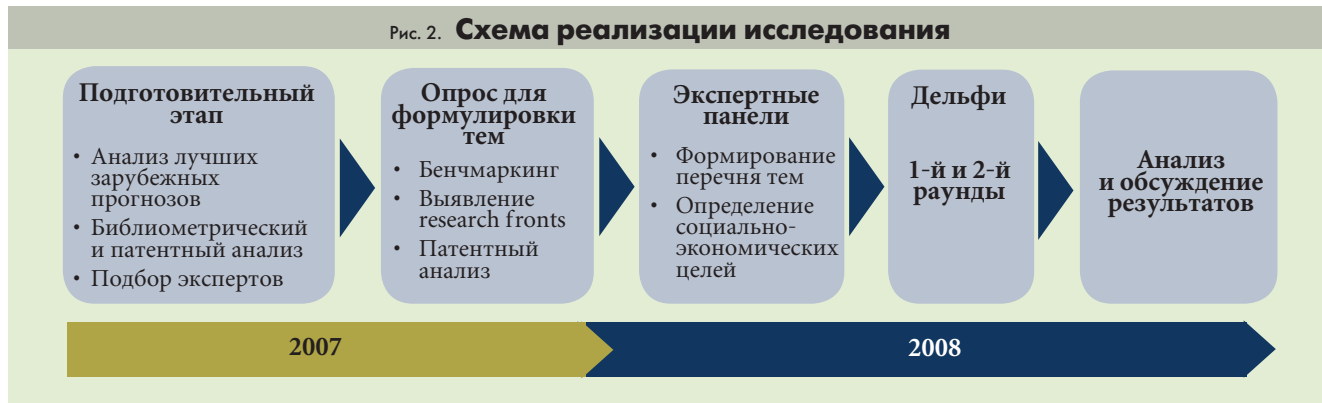 Рис. 2. Схема реализации исследования
Подготовительный
этап
• Анализ лучших
зарубежных
прогнозов
• Библиометрический
и патентный анализ
• Подбор экспертов
Опрос для
формулировки
тем
• Бенчмаркинг
• Выявление
research fronts
• Патентный
анализ
Экспертные
панели
• Формирование
перечня тем
• Определение
социально-
экономических
целей
Дельфи
1-й и 2-й
раунды
Анализ
и обсуждение
результатов
2007
2008